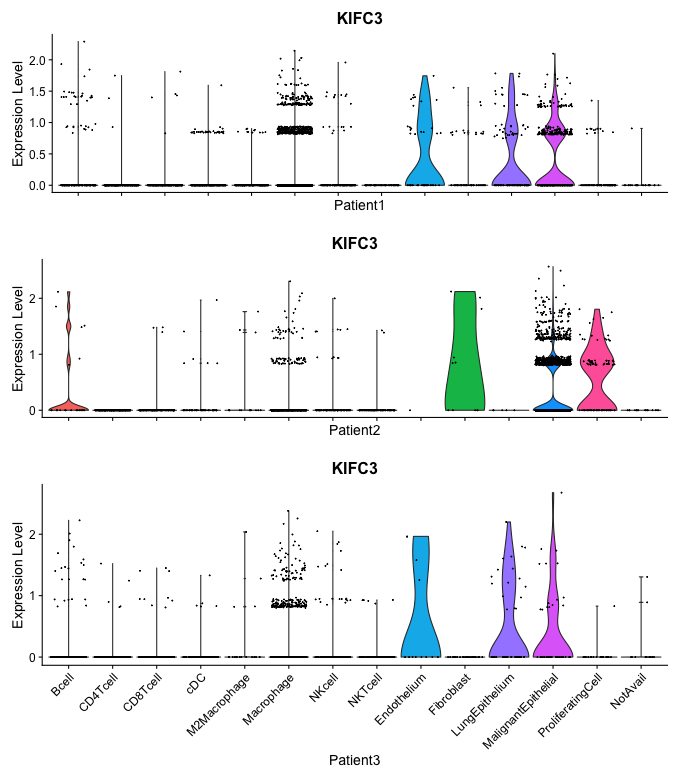 KIFC3
Expression Level
2.0
1.5
1.0
0.5
0.0
Patient1
KIFC3
Expression Level
2
1
0
Patient2
KIFC3
Expression Level
2
1
0
Bcell
CD4Tcell
CD8Tcell
cDC
M2Macrophage
Macrophage
NKcell
NKTcell
Endothelium
Fibroblast
LungEpithelium
MalignantEpithelial
ProliferatingCell
NotAvail
Patient3